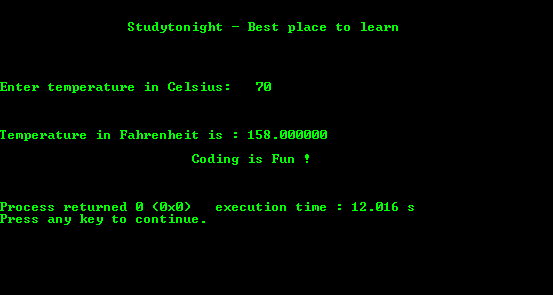 Studytonight - Best place to learn
Enter temperature in Celsius:   70
Temperature in Fahrenheit is : 158.000000
Coding is Fun !
Process returned 0 (0x0)   execution time : 12.016 s
Press any key to continue.